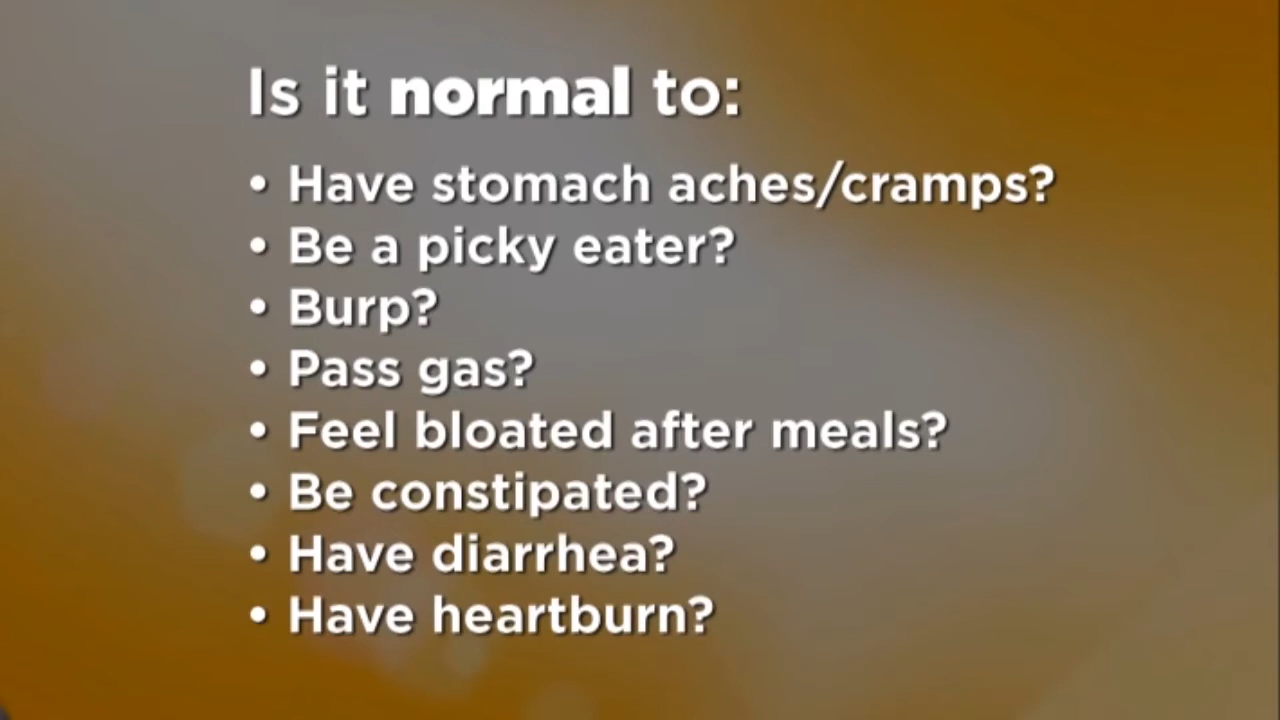 Is it normal to:
• Have stomach aches/cramps?
• Be a picky eater?
• Burp?
• Pass gas?
• Feel bloated after meals?
• Be constipated?
• Have diarrhea?
• Have heartburn?